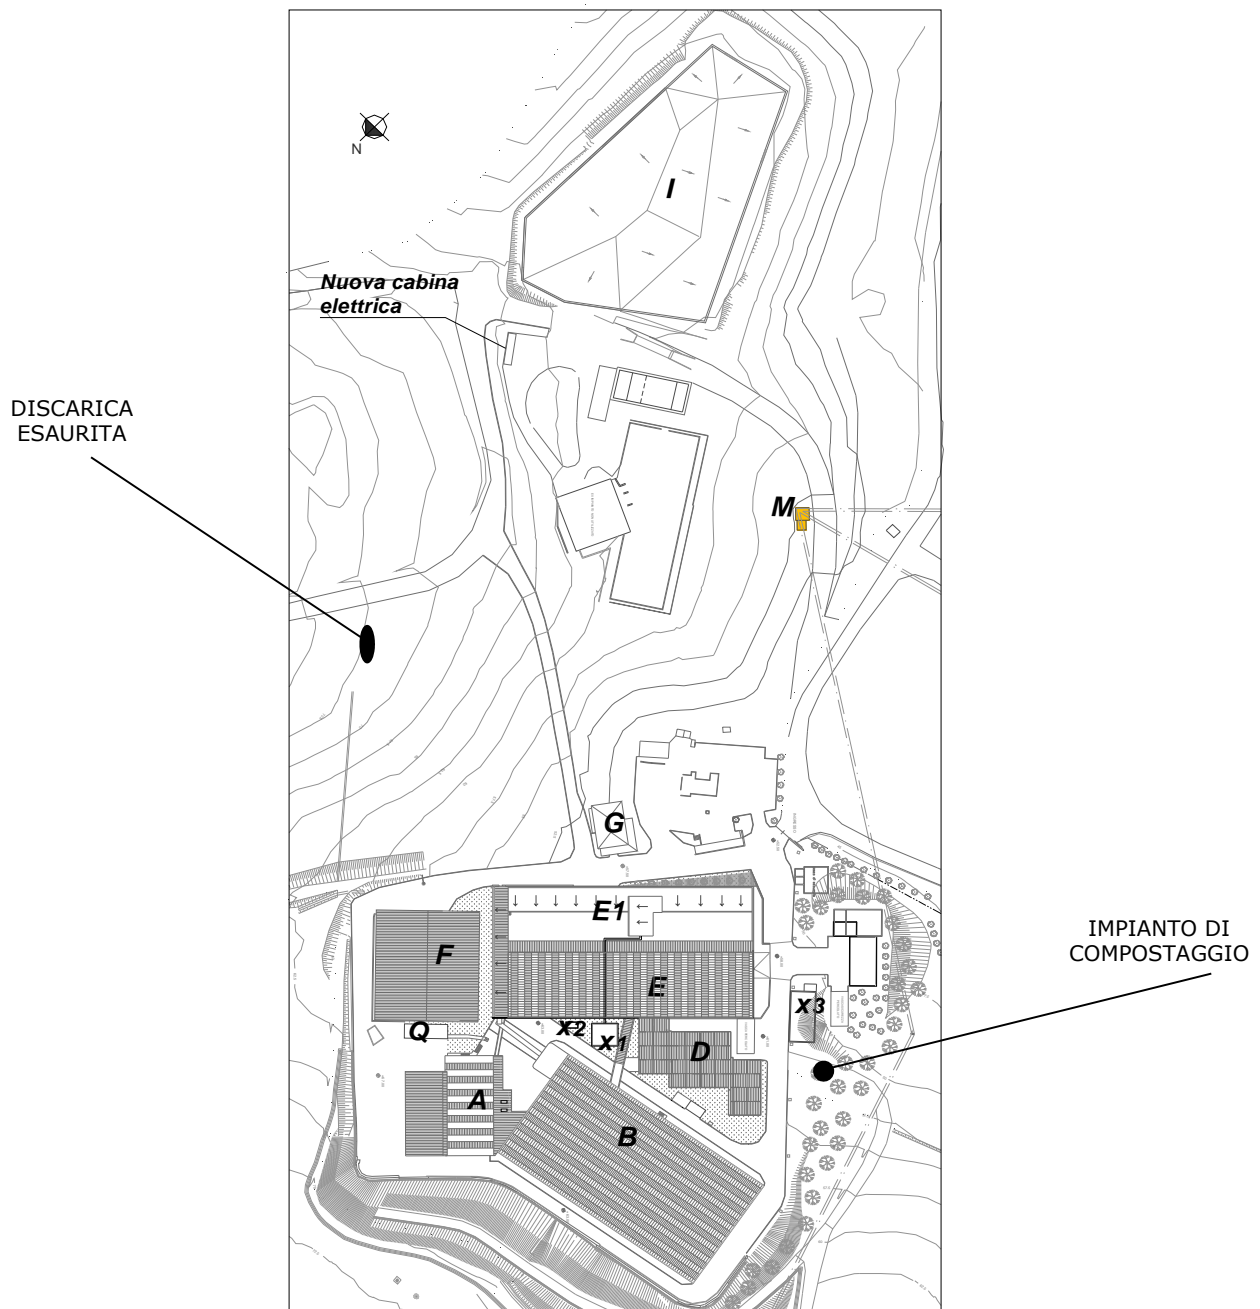 N
I
Nuova cabina
elettrica
DISCARICA
ESAURITA
M
G
E1
F
E
IMPIANTO DI
COMPOSTAGGIO
x3
Q
x2
x1
D
A
B